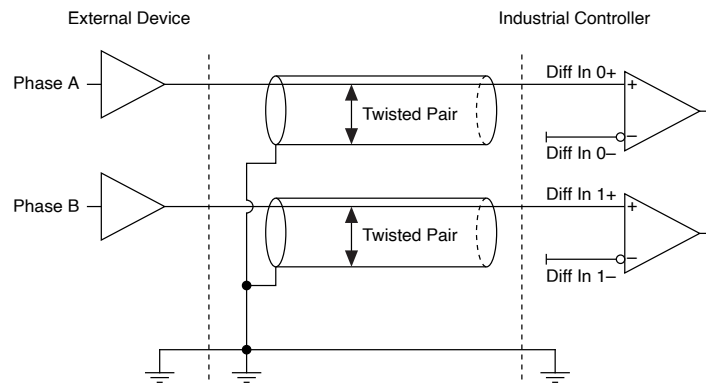 External Device
Industrial Controller
Phase A
Diff In 0+
+
Twisted Pair
−
Diff In 0−
Phase B
Diff In 1+
+
Twisted Pair
−
Diff In 1−